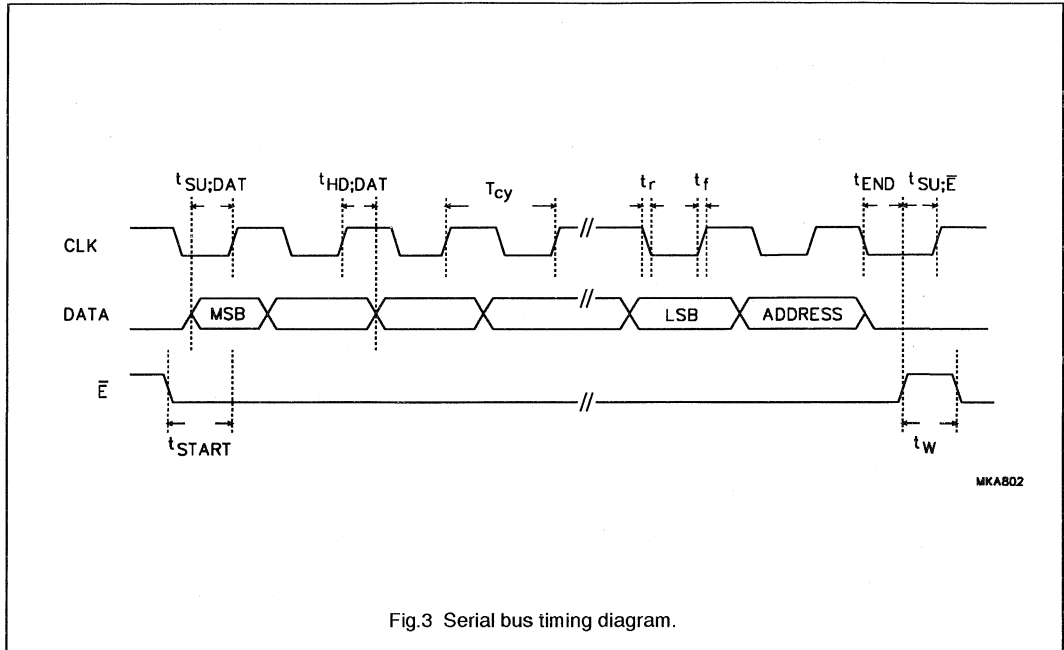 tSU;DAT tHD;DAT Tcy tr tf tEND tSU;E̅
CLK
DATA MSB LSB ADDRESS
E̅
tSTART tW
MKA802
Fig.3 Serial bus timing diagram.